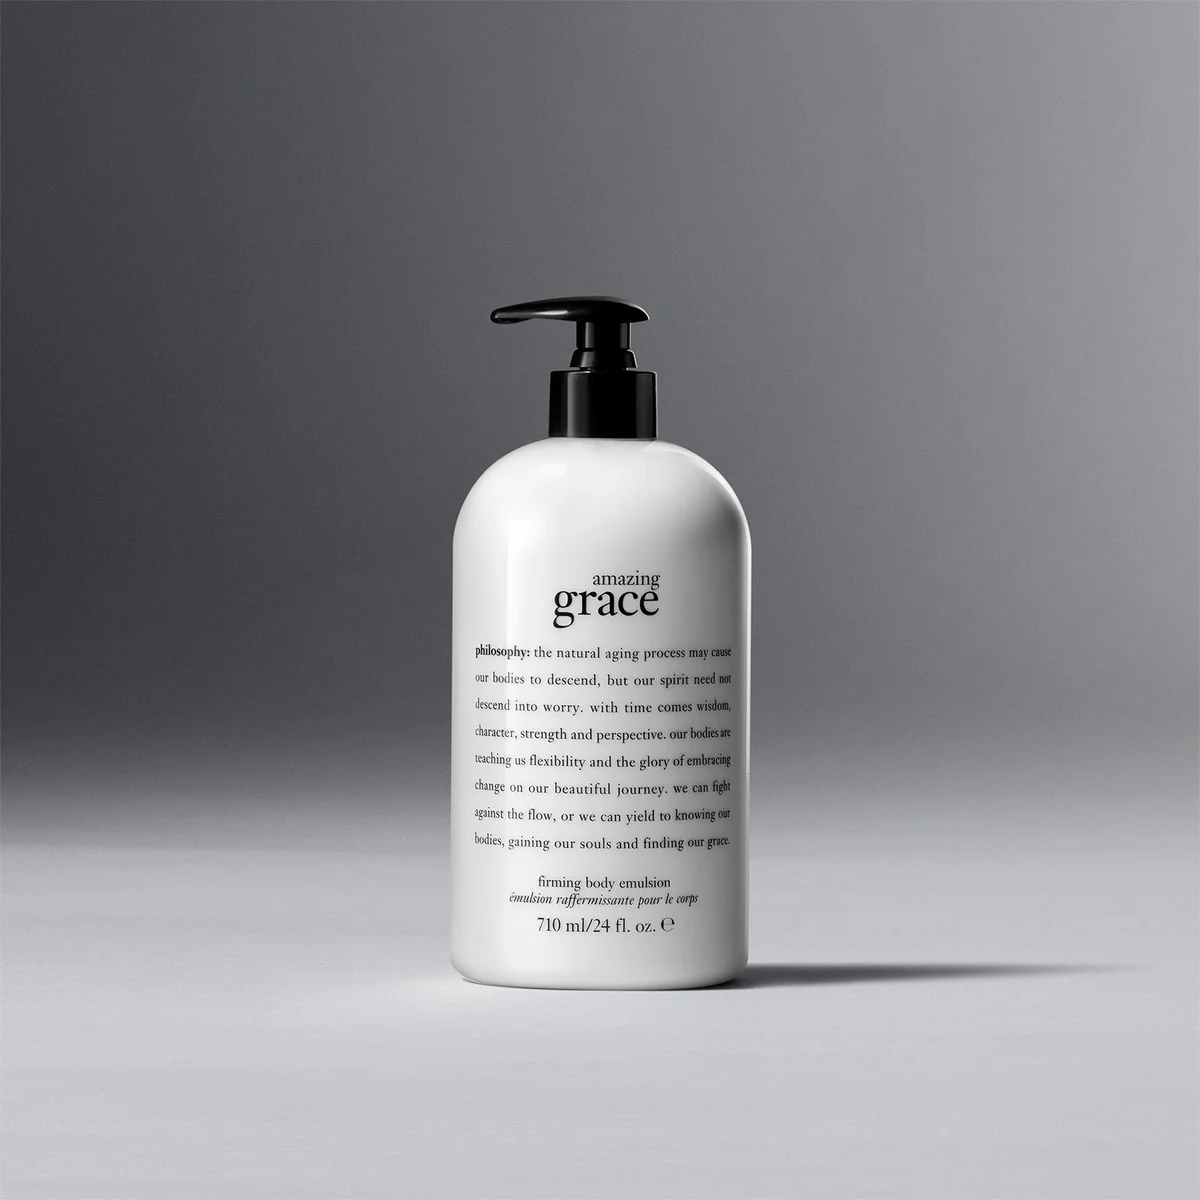 amazing
grace
philosophy: the natural aging process may cause
our bodies to descend, but our spirit need not
descend into worry. with time comes wisdom,
character, strength and perspective. our bodies are
teaching us flexibility and the glory of embracing
change on our beautiful journey. we can fight
against the flow, or we can yield to knowing our
bodies, gaining our souls and finding our grace.
firming body emulsion
émulsion raffermissante pour le corps
710 ml/24 fl. oz. ℮